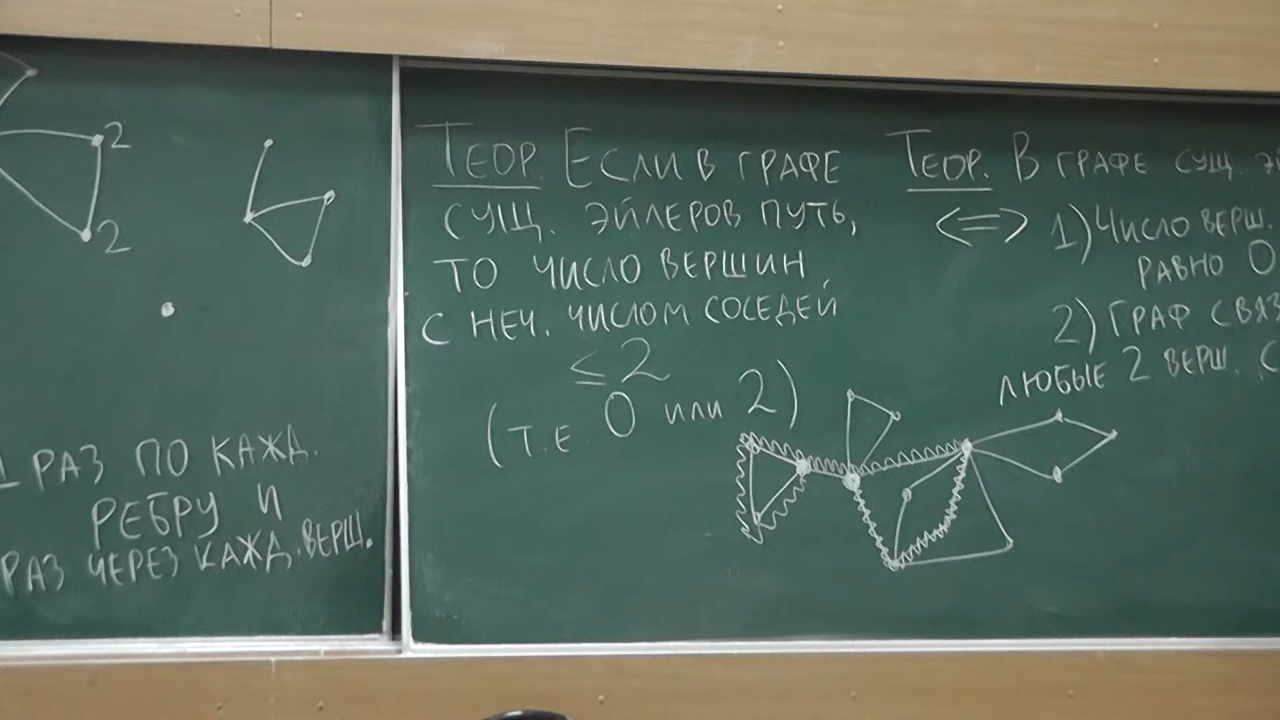 2
2
1 РАЗ ПО КАЖД.
РЕБРУ И
РАЗ ЧЕРЕЗ КАЖД. ВЕРШ.
ТЕОР. ЕСЛИ В ГРАФЕ
СУЩ. ЭЙЛЕРОВ ПУТЬ,
ТО ЧИСЛО ВЕРШИН
С НЕЧ. ЧИСЛОМ СОСЕДЕЙ
≤ 2
(Т.Е 0 ИЛИ 2)
ТЕОР. В ГРАФЕ СУЩ.
<=> 1) ЧИСЛО ВЕРШ.
РАВНО 0
2) ГРАФ СВЯЗ
ЛЮБЫЕ 2 ВЕРШ.